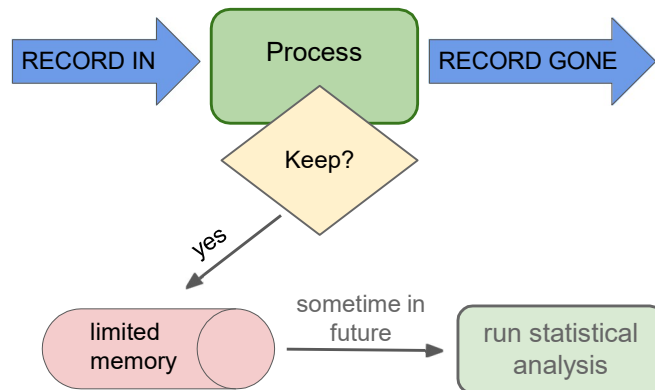 RECORD IN
Process
RECORD GONE
Keep?
yes
limited
memory
sometime in
future
run statistical
analysis